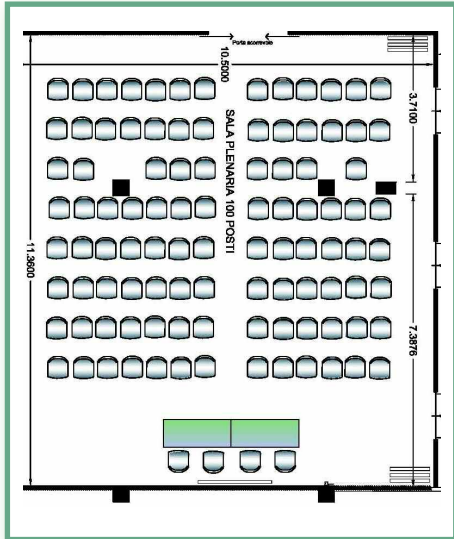 Porta scorrevole
10.5000
3.7100
SALA PLENARIA 100 POSTI
11.3600
7.3876